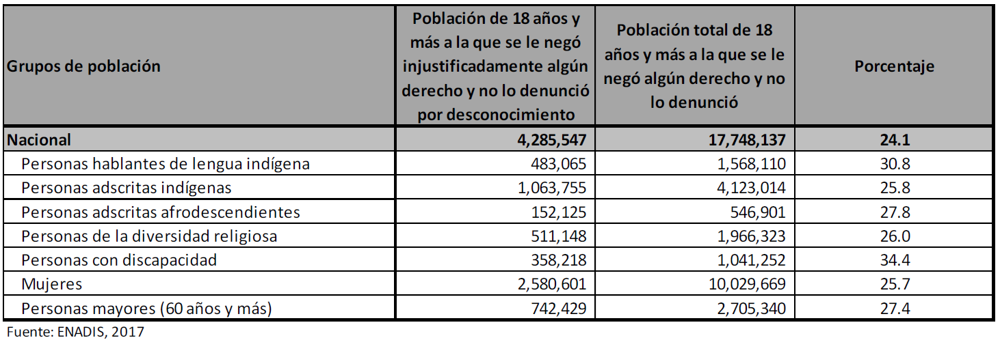 Grupos de población
Población de 18 años y
más a la que se le negó
injustificadamente algún
derecho y no lo denunció
por desconocimiento
Población total de 18
años y más a la que se le
negó algún derecho y no
lo denunció
Porcentaje
Nacional 4,285,547 17,748,137 24.1
Personas hablantes de lengua indígena 483,065 1,568,110 30.8
Personas adscritas indígenas 1,063,755 4,123,014 25.8
Personas adscritas afrodescendientes 152,125 546,901 27.8
Personas de la diversidad religiosa 511,148 1,966,323 26.0
Personas con discapacidad 358,218 1,041,252 34.4
Mujeres 2,580,601 10,029,669 25.7
Personas mayores (60 años y más) 742,429 2,705,340 27.4
Fuente: ENADIS, 2017